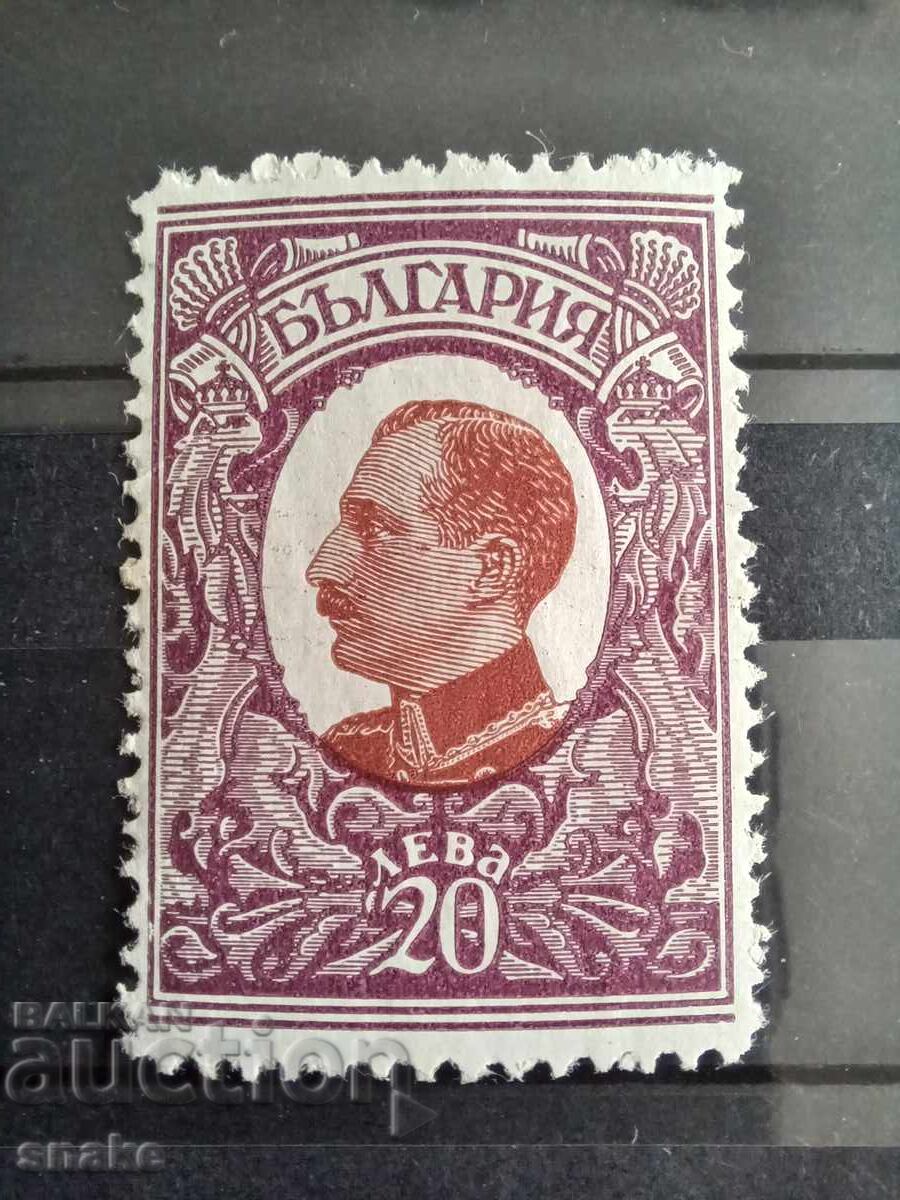 БЪЛГАРИЯ
ЛЕВА
20
BALKAN
auction
snake